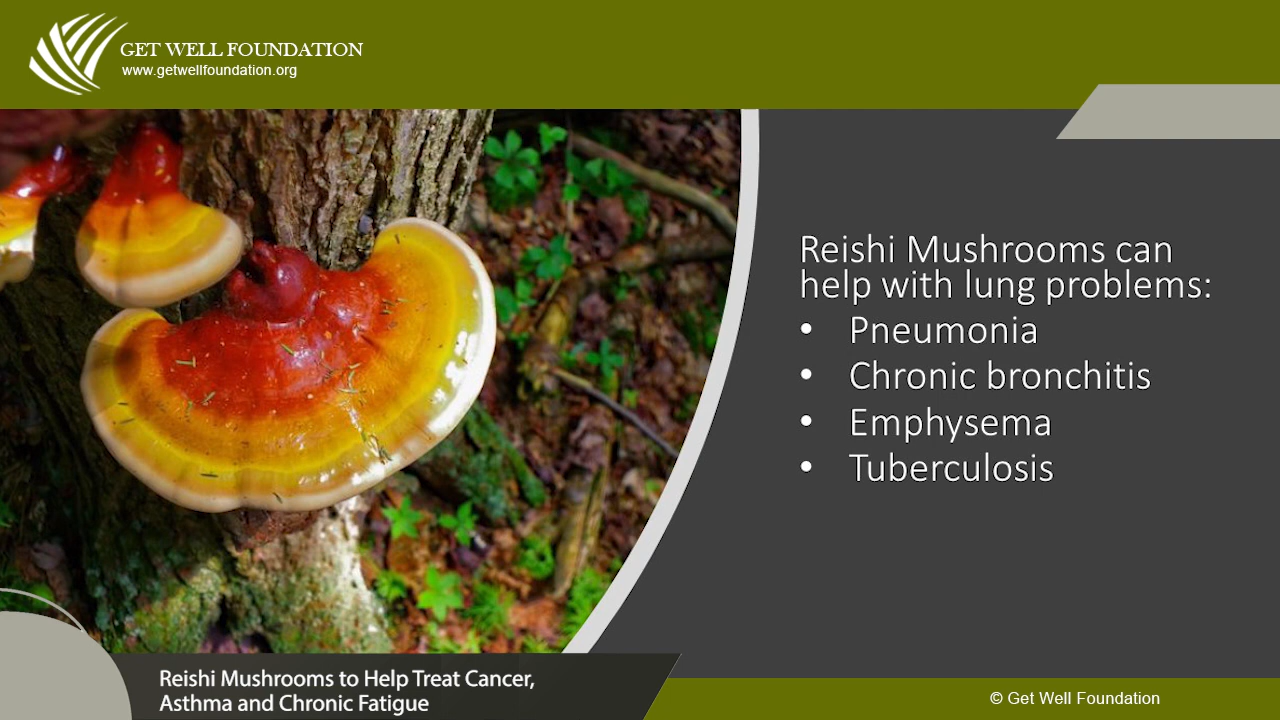 GET WELL FOUNDATION
www.getwellfoundation.org
Reishi Mushrooms can
help with lung problems:
• Pneumonia
• Chronic bronchitis
• Emphysema
• Tuberculosis
Reishi Mushrooms to Help Treat Cancer,
Asthma and Chronic Fatigue
© Get Well Foundation